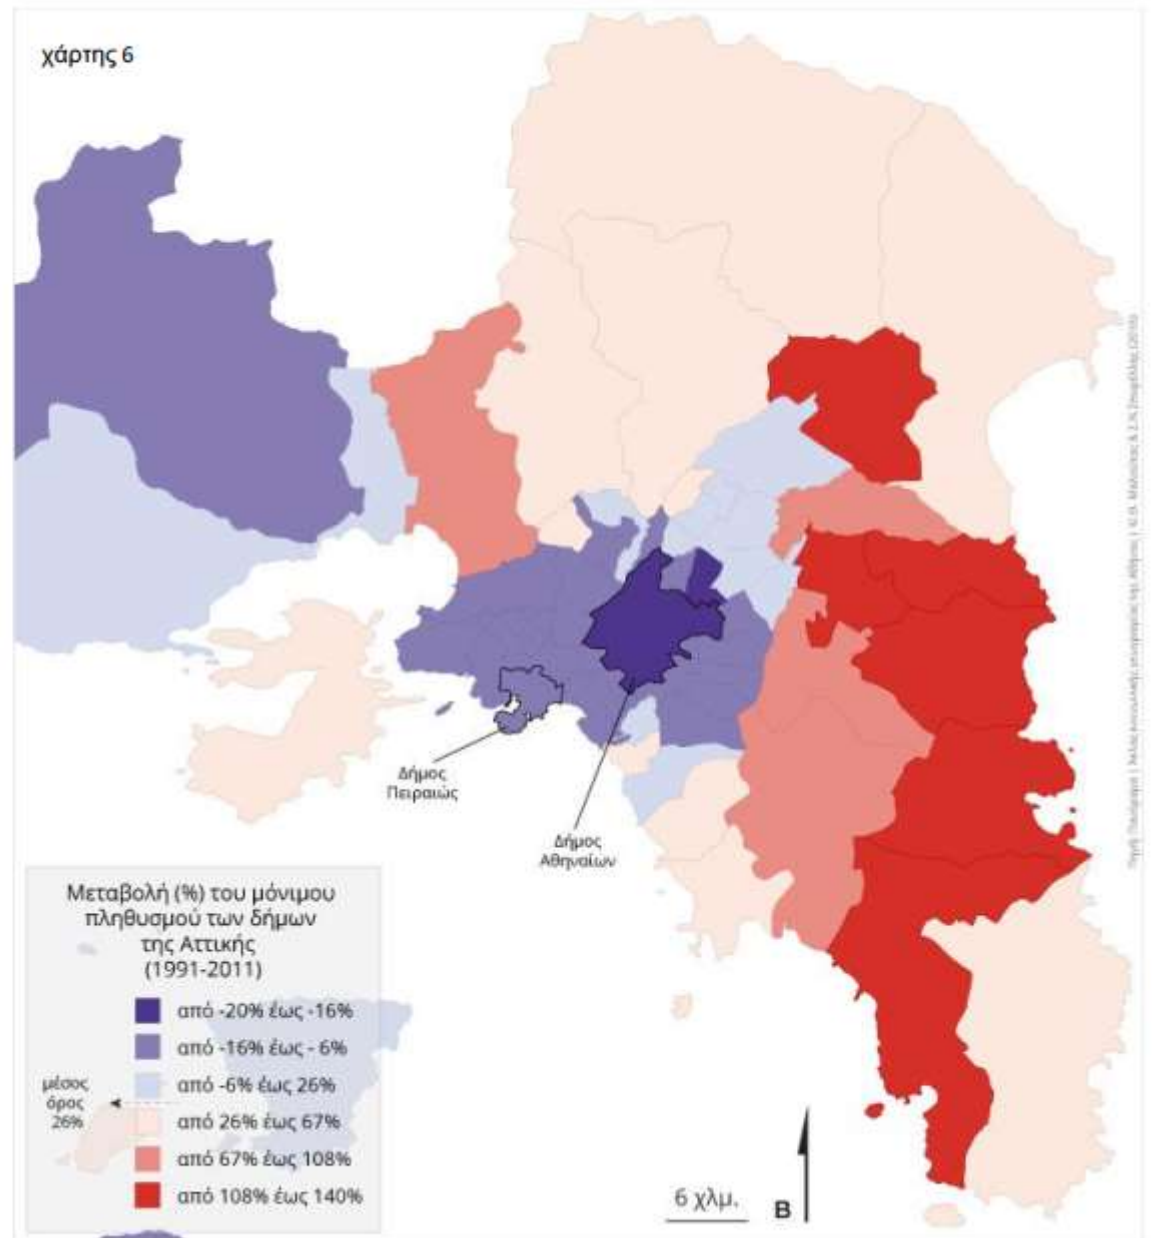 χάρτης 6
Δήμος
Πειραιώς
Δήμος
Αθηναίων
Μεταβολή (%) του μόνιμου
πληθυσμού των δήμων
της Αττικής
(1991-2011)
από -20% έως -16%
από -16% έως - 6%
από -6% έως 26%
από 26% έως 67%
από 67% έως 108%
από 108% έως 140%
μέσος
όρος
26%
6 χλμ.
Β